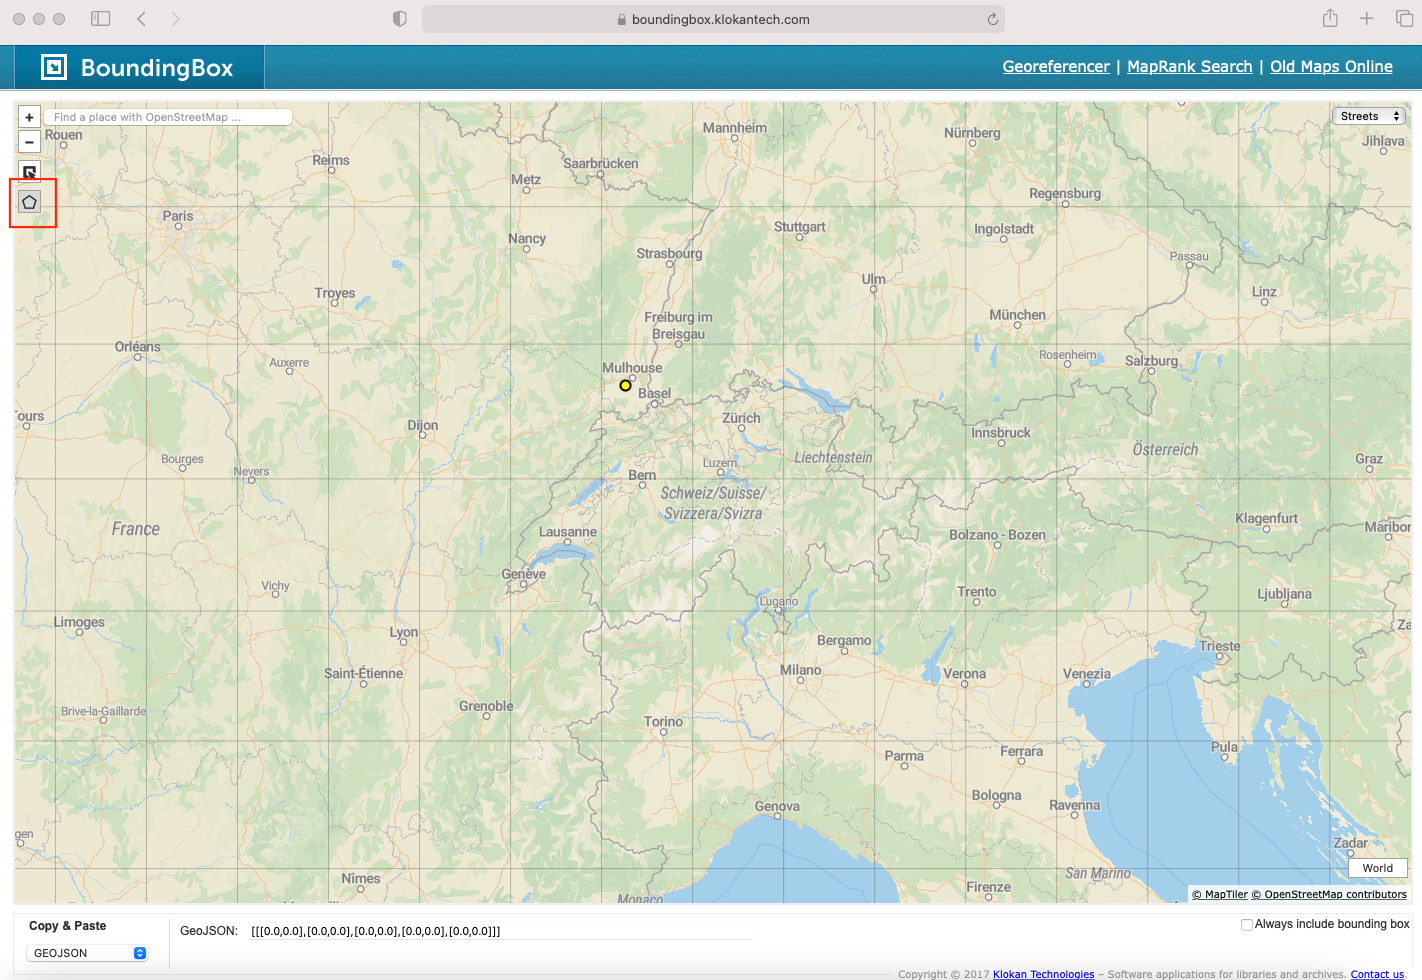 boundingbox.klokantech.com
BoundingBox
Georeferencer | MapRank Search | Old Maps Online
+
Find a place with OpenStreetMap ...
Streets
−
Rouen
Mannheim
Nürnberg
Jihlava
Reims
Saarbrücken
Metz
Regensburg
Paris
Stuttgart
Ingolstadt
Nancy
Strasbourg
Passau
Ulm
Troyes
Linz
Freiburg im
Breisgau
München
Orléans
Auxerre
Mulhouse
Rosenheim
Salzburg
Basel
ours
Dijon
Zürich
Innsbruck
Österreich
Bourges
Nevers
Bern
Luzern
Liechtenstein
Graz
Schweiz/Suisse/
Svizzera/Svizra
France
Lausanne
Bolzano - Bozen
Klagenfurt
Maribor
Genève
Vichy
Lugano
Trento
Ljubljana
Limoges
Lyon
Bergamo
Trieste
Za
Saint-Étienne
Milano
Verona
Venezia
Brive-la-Gaillarde
Grenoble
Torino
Parma
Ferrara
Pula
Genova
Bologna
Ravenna
gen
Zadar
Nîmes
Monaco
Firenze
San Marino
World
© MapTiler © OpenStreetMap contributors
Copy & Paste
GEOJSON
GeoJSON: [[[0.0,0.0],[0.0,0.0],[0.0,0.0],[0.0,0.0],[0.0,0.0]]]
Always include bounding box
Copyright © 2017 Klokan Technologies – Software applications for libraries and archives. Contact us.